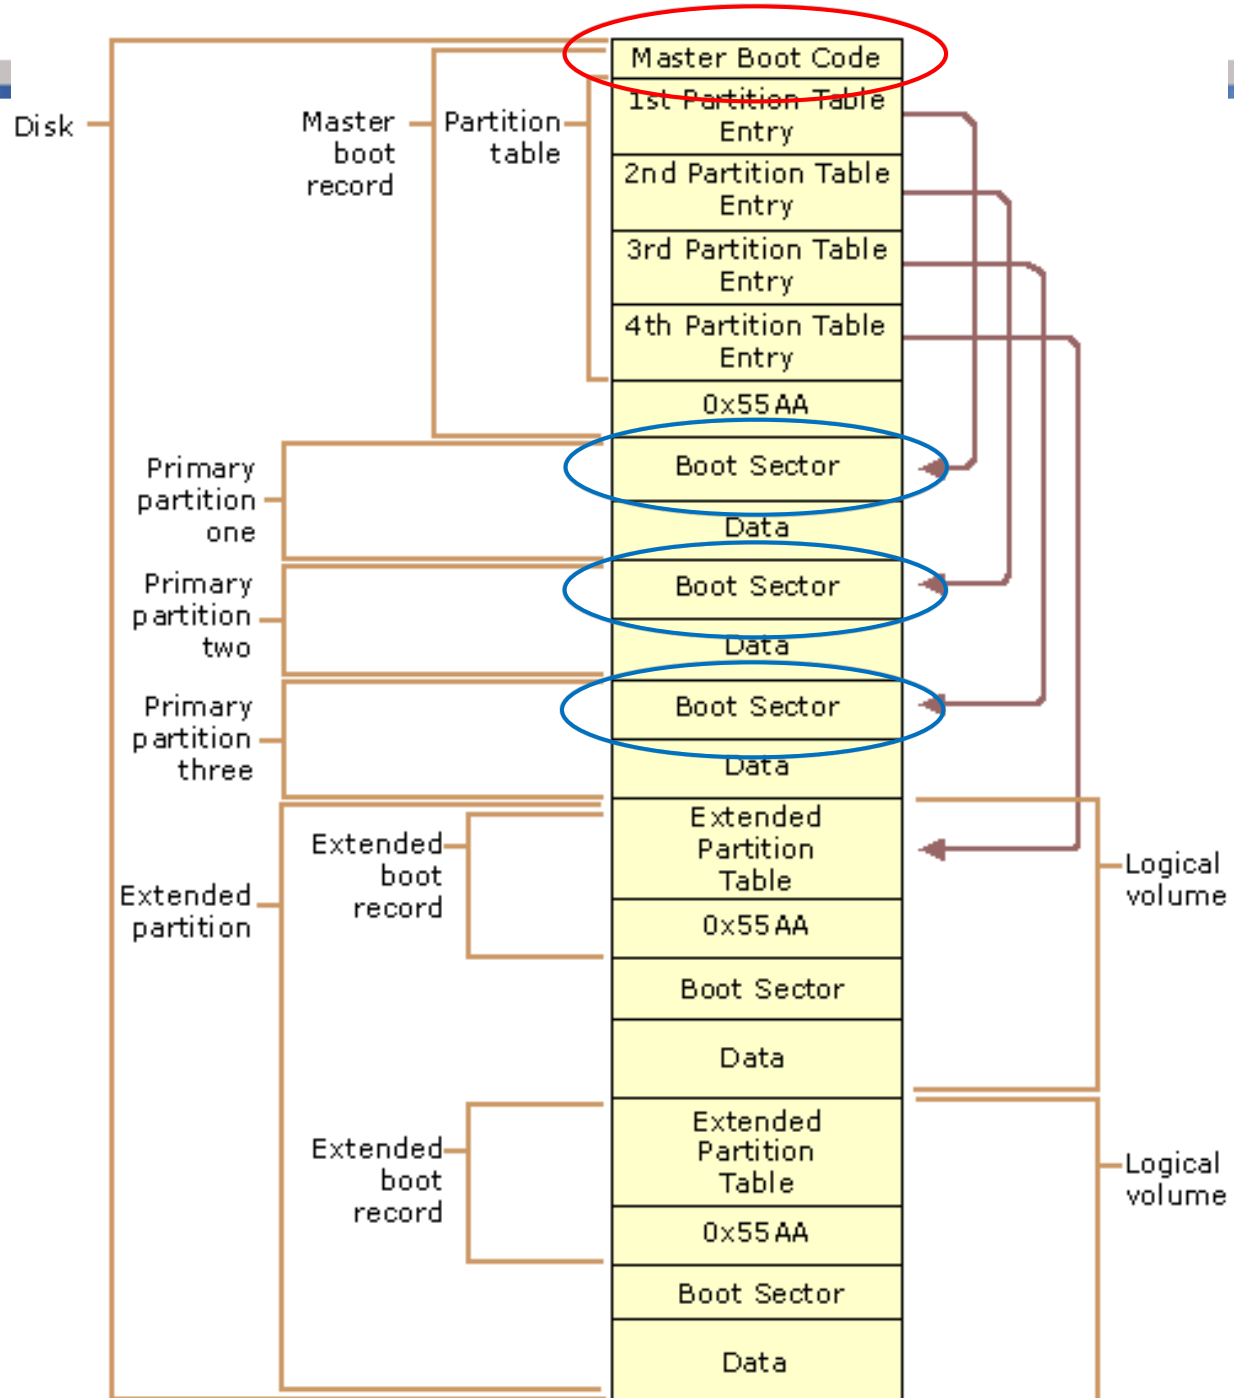 Master Boot Code
1st Partition Table
Entry
Disk
Master
boot
record
Partition
table
2nd Partition Table
Entry
3rd Partition Table
Entry
4th Partition Table
Entry
0x55AA
Primary
partition
one
Boot Sector
Data
Primary
partition
two
Boot Sector
Data
Primary
partition
three
Boot Sector
Data
Extended
partition
Extended
boot
record
Extended
Partition
Table
Logical
volume
0x55AA
Boot Sector
Data
Extended
boot
record
Extended
Partition
Table
Logical
volume
0x55AA
Boot Sector
Data